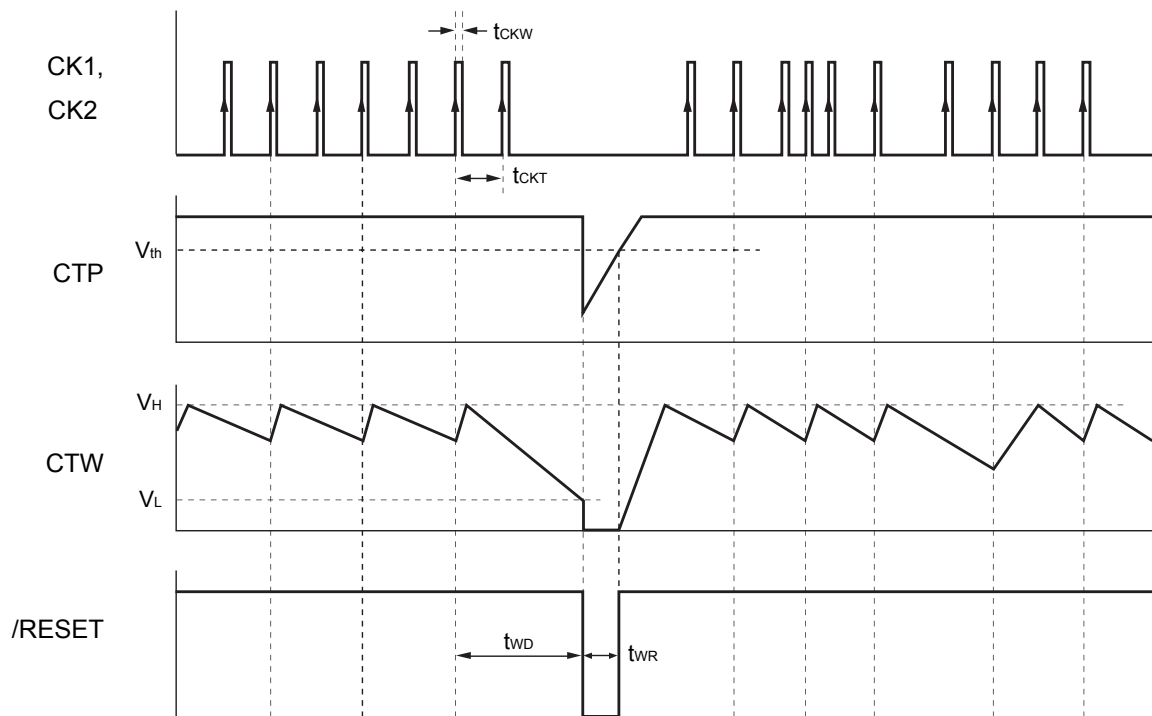 tCKW
CK1,
CK2
tCKT
Vth
CTP
VH
CTW
VL
/RESET
tWD
tWR